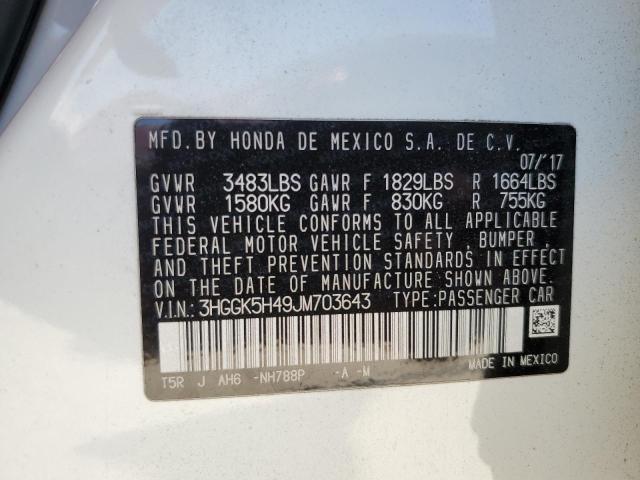 MFD. BY HONDA DE MEXICO S.A. DE C.V.
07/'17
GVWR 3483LBS GAWR F 1829LBS R 1664LBS
GVWR 1580KG GAWR F 830KG R 755KG
THIS VEHICLE CONFORMS TO ALL APPLICABLE
FEDERAL MOTOR VEHICLE SAFETY, BUMPER,
AND THEFT PREVENTION STANDARDS IN EFFECT
ON THE DATE OF MANUFACTURE SHOWN ABOVE.
V.I.N.: 3HGGK5H49JM703643 TYPE: PASSENGER CAR
T5R J AH6 -NH788P -A -M
MADE IN MEXICO